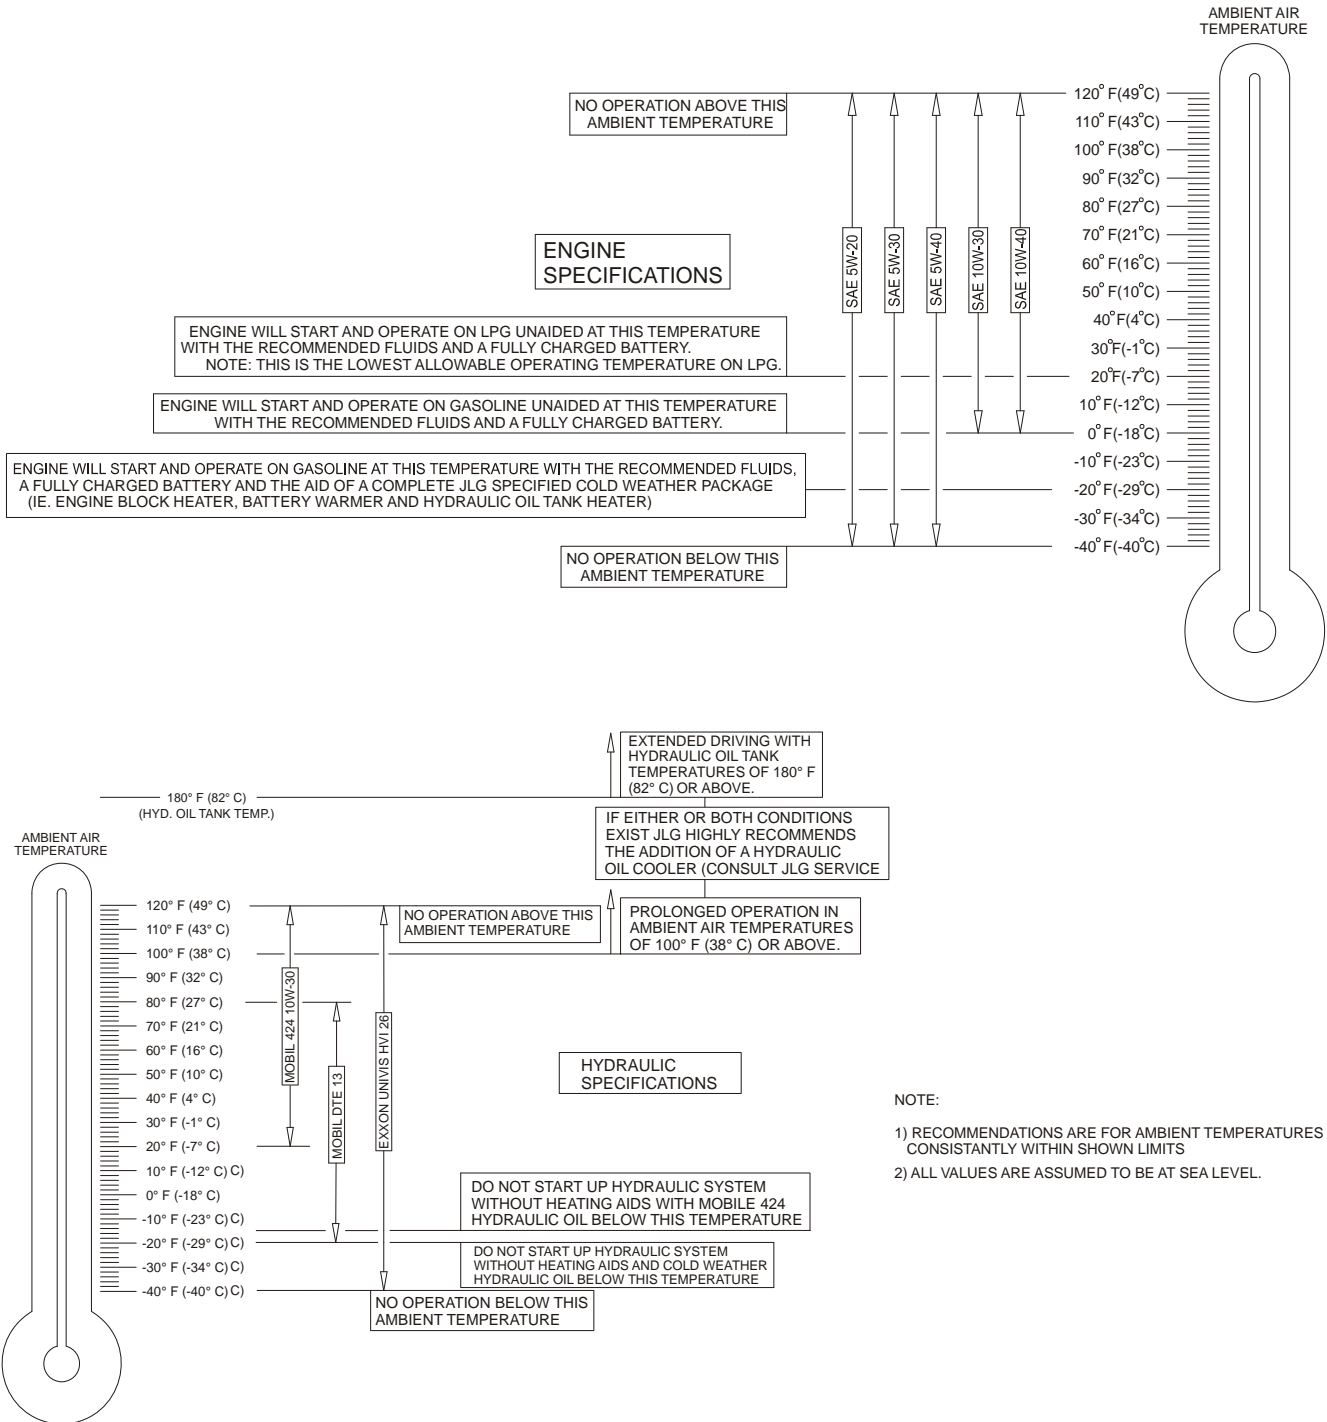 AMBIENT AIR
TEMPERATURE
NO OPERATION ABOVE THIS
AMBIENT TEMPERATURE
120° F(49°C)
110° F(43°C)
100° F(38°C)
90° F(32°C)
80° F(27°C)
70° F(21°C)
60° F(16°C)
50° F(10°C)
40°F(4°C)
30°F(-1°C)
20°F(-7°C)
10°F(-12°C)
0°F(-18°C)
-10°F(-23°C)
-20°F(-29°C)
-30°F(-34°C)
-40°F(-40°C)
SAE 5W-20
SAE 5W-30
SAE 5W-40
SAE 10W-30
SAE 10W-40
ENGINE
SPECIFICATIONS
ENGINE WILL START AND OPERATE ON LPG UNAIDED AT THIS TEMPERATURE
WITH THE RECOMMENDED FLUIDS AND A FULLY CHARGED BATTERY.
NOTE: THIS IS THE LOWEST ALLOWABLE OPERATING TEMPERATURE ON LPG.
ENGINE WILL START AND OPERATE ON GASOLINE UNAIDED AT THIS TEMPERATURE
WITH THE RECOMMENDED FLUIDS AND A FULLY CHARGED BATTERY.
ENGINE WILL START AND OPERATE ON GASOLINE AT THIS TEMPERATURE WITH THE RECOMMENDED FLUIDS,
A FULLY CHARGED BATTERY AND THE AID OF A COMPLETE JLG SPECIFIED COLD WEATHER PACKAGE
(IE. ENGINE BLOCK HEATER, BATTERY WARMER AND HYDRAULIC OIL TANK HEATER)
NO OPERATION BELOW THIS
AMBIENT TEMPERATURE
EXTENDED DRIVING WITH
HYDRAULIC OIL TANK
TEMPERATURES OF 180° F
(82° C) OR ABOVE.
180° F (82° C)
(HYD. OIL TANK TEMP.)
IF EITHER OR BOTH CONDITIONS
EXIST JLG HIGHLY RECOMMENDS
THE ADDITION OF A HYDRAULIC
OIL COOLER (CONSULT JLG SERVICE
AMBIENT AIR
TEMPERATURE
120° F (49° C)
110° F (43° C)
100° F (38° C)
90° F (32° C)
80° F (27° C)
70° F (21° C)
60° F (16° C)
50° F (10° C)
40° F (4° C)
30° F (-1° C)
20° F (-7° C)
10° F (-12° C) C)
0° F (-18° C)
-10° F (-23° C) C)
-20° F (-29° C) C)
-30° F (-34° C) C)
-40° F (-40° C) C)
MOBIL 424 10W-30
MOBIL DTE 13
EXXON UNIVIS HVI 26
NO OPERATION ABOVE THIS
AMBIENT TEMPERATURE
PROLONGED OPERATION IN
AMBIENT AIR TEMPERATURES
OF 100° F (38° C) OR ABOVE.
HYDRAULIC
SPECIFICATIONS
NOTE:
1) RECOMMENDATIONS ARE FOR AMBIENT TEMPERATURES
CONSISTANTLY WITHIN SHOWN LIMITS
2) ALL VALUES ARE ASSUMED TO BE AT SEA LEVEL.
DO NOT START UP HYDRAULIC SYSTEM
WITHOUT HEATING AIDS WITH MOBILE 424
HYDRAULIC OIL BELOW THIS TEMPERATURE
DO NOT START UP HYDRAULIC SYSTEM
WITHOUT HEATING AIDS AND COLD WEATHER
HYDRAULIC OIL BELOW THIS TEMPERATURE
NO OPERATION BELOW THIS
AMBIENT TEMPERATURE